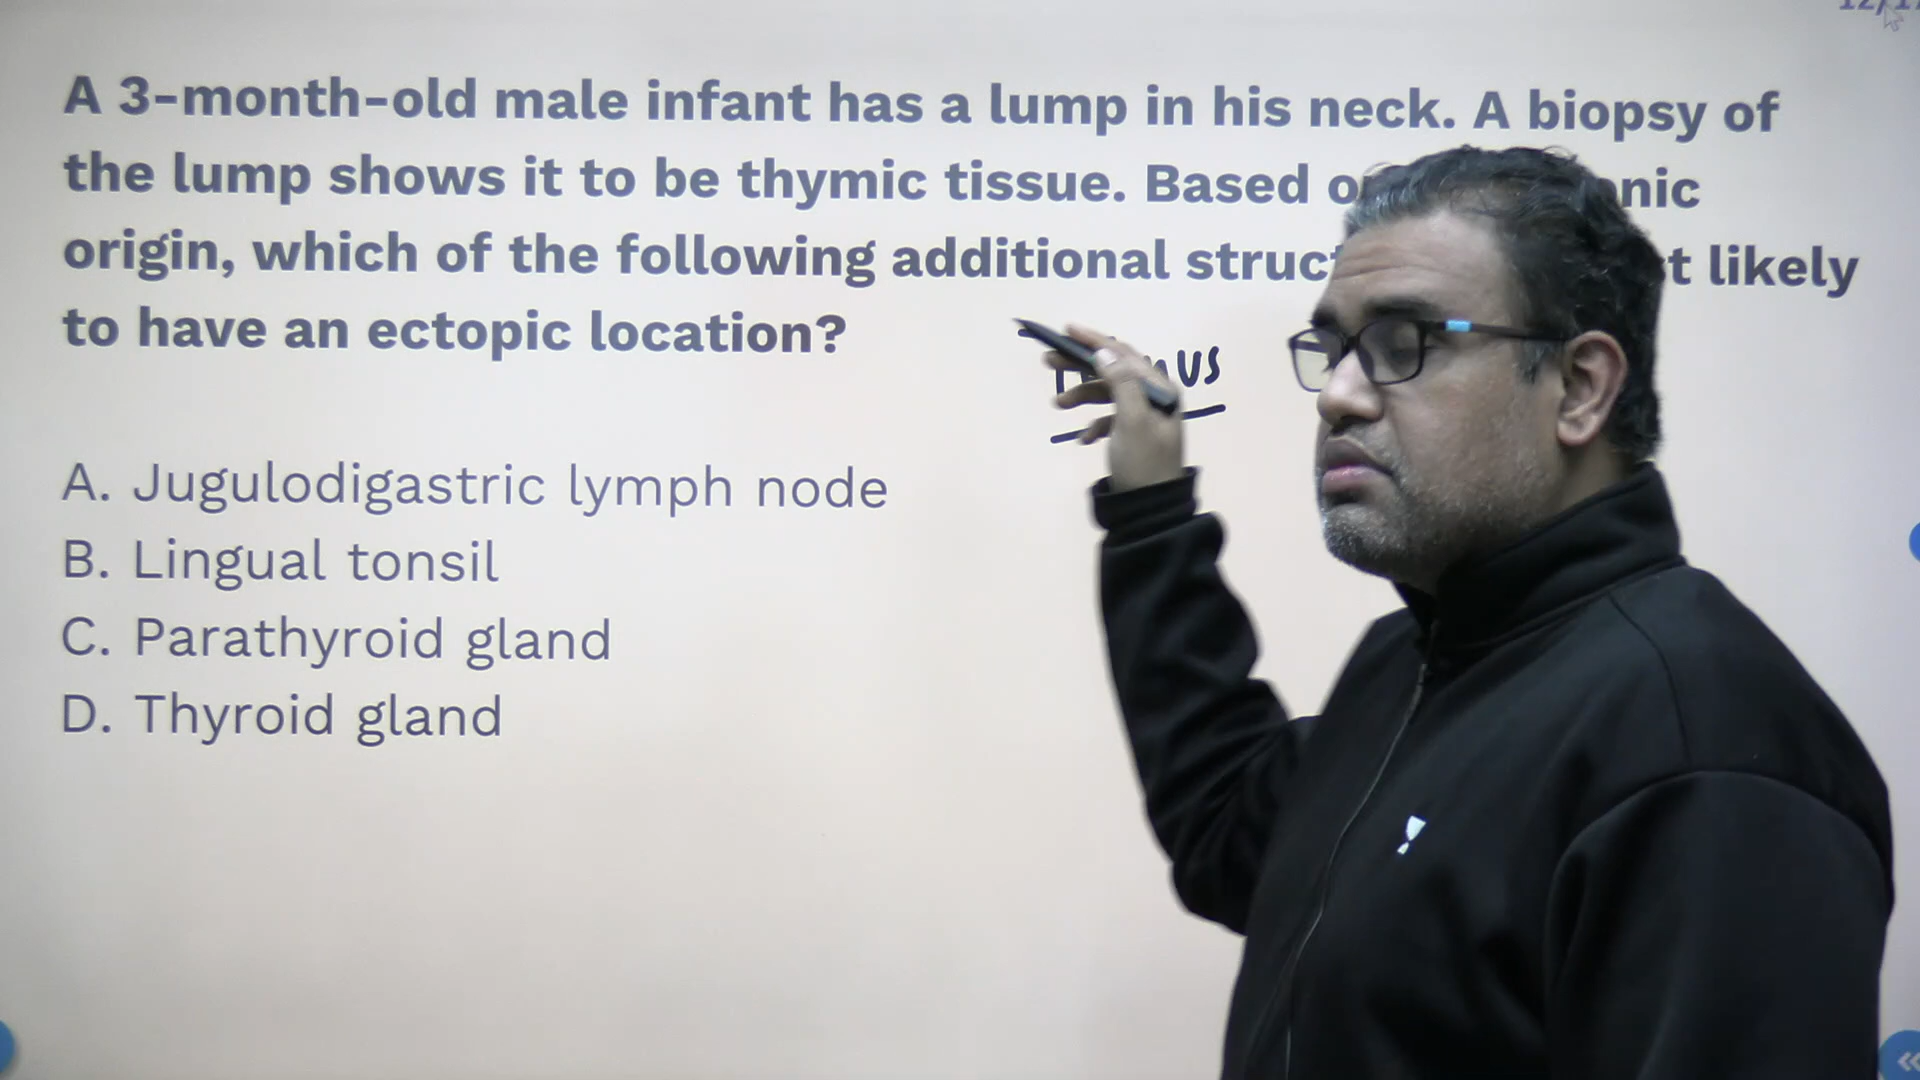 A 3-month-old male infant has a lump in his neck. A biopsy of
the lump shows it to be thymic tissue. Based
origin, which of the following additional likely
to have an ectopic location?
A. Jugulodigastric lymph node
B. Lingual tonsil
C. Parathyroid gland
D. Thyroid gland